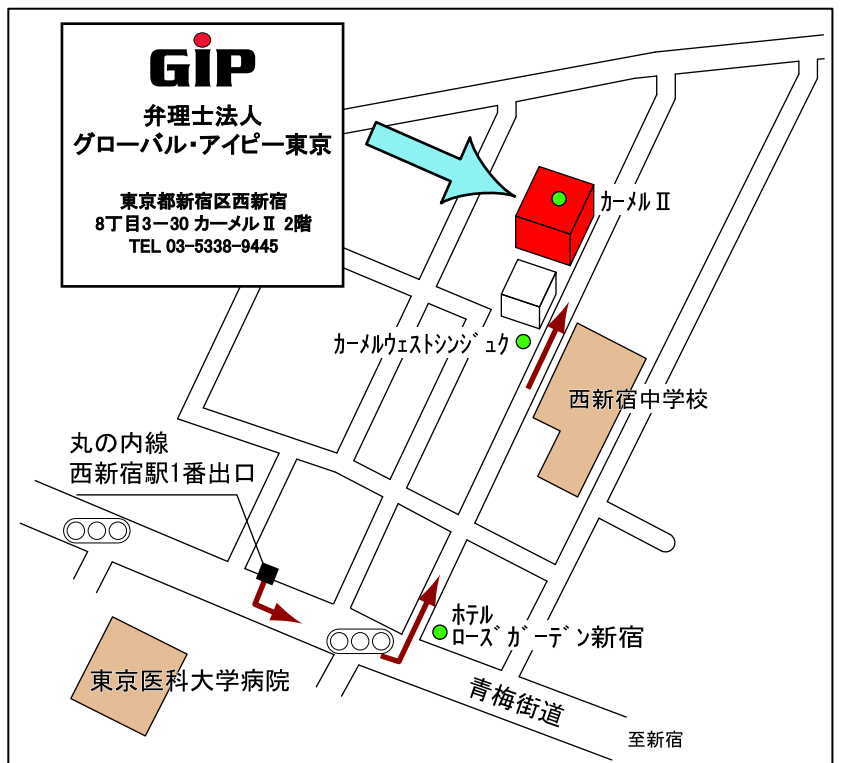 GiP
弁理士法人
グローバル・アイピー東京
東京都新宿区西新宿
8丁目3－30 カーメルⅡ 2階
TEL 03-5338-9445
カーメルⅡ
カーメルウェストシンジュク
西新宿中学校
丸の内線
西新宿駅1番出口
ホテル
ローズガーデン新宿
東京医科大学病院
青梅街道
至新宿